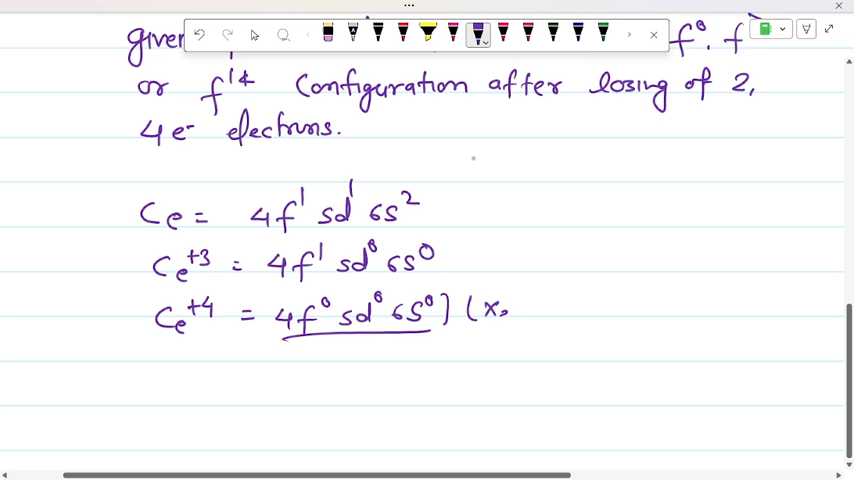 given f⁰, f
or f¹⁴ Configuration after losing of 2,
4e⁻ electrons.
Ce = 4f¹ 5d¹ 6s²
Ce⁺³ = 4f¹ 5d⁰ 6s⁰
Ce⁺⁴ = 4f⁰ 5d⁰ 6s⁰] (x